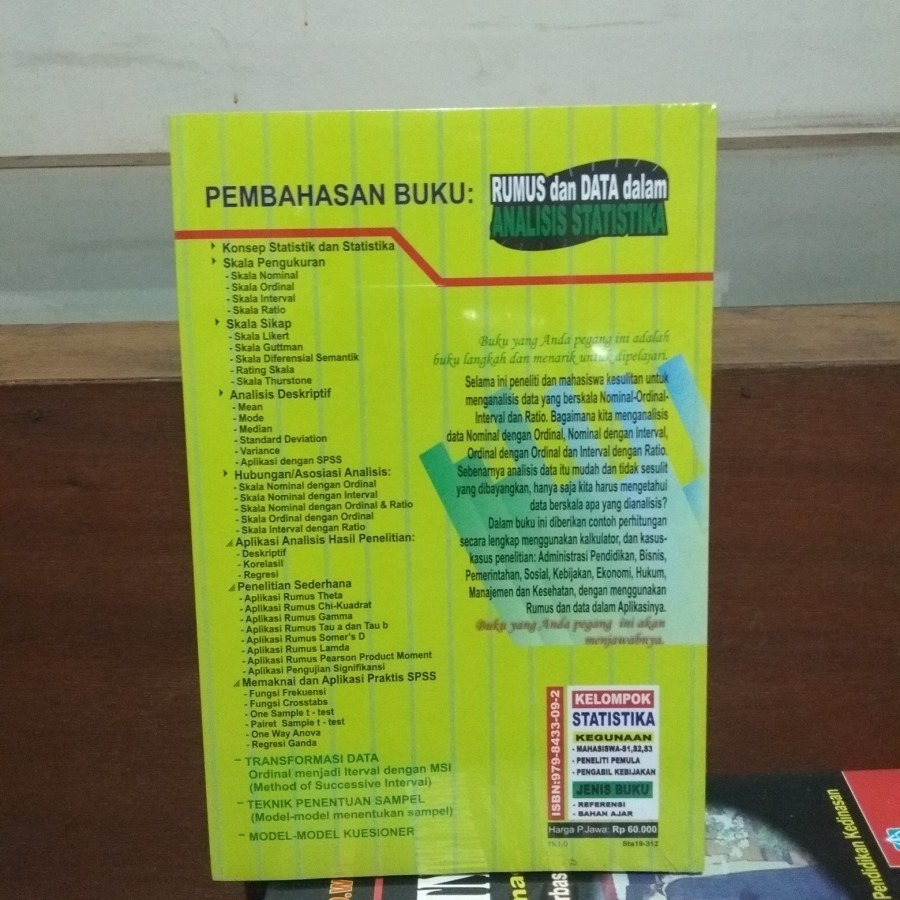 PEMBAHASAN BUKU:
RUMUS dan DATA dalam
ANALISIS STATISTIKA
Konsep Statistik dan Statistika
Skala Pengukuran
- Skala Nominal
- Skala Ordinal
- Skala Interval
- Skala Ratio
Skala Sikap
- Skala Likert
- Skala Guttman
- Skala Diferensial Semantik
- Rating Skala
- Skala Thurstone
Analisis Deskriptif
- Mean
- Mode
- Median
- Standard Deviation
- Variance
- Aplikasi dengan SPSS
Hubungan/Asosiasi Analisis:
- Skala Nominal dengan Ordinal
- Skala Nominal dengan Interval
- Skala Nominal dengan Ordinal & Ratio
- Skala Ordinal dengan Ordinal
- Skala Interval dengan Ratio
Aplikasi Analisis Hasil Penelitian:
- Deskriptif
- Korelasil
- Regresi
Penelitian Sederhana
- Aplikasi Rumus Theta
- Aplikasi Rumus Chi-Kuadrat
- Aplikasi Rumus Gamma
- Aplikasi Rumus Tau a dan Tau b
- Aplikasi Rumus Somer's D
- Aplikasi Rumus Lamda
- Aplikasi Rumus Pearson Product Moment
- Aplikasi Pengujian Signifikansi
Memaknai dan Aplikasi Praktis SPSS
- Fungsi Frekuensi
- Fungsi Crosstabs
- One Sample t - test
- Pairet Sample t - test
- One Way Anova
- Regresi Ganda
- TRANSFORMASI DATA
Ordinal menjadi Iterval dengan MSI
(Method of Successive Interval)
- TEKNIK PENENTUAN SAMPEL
(Model-model menentukan sampel)
- MODEL-MODEL KUESIONER
Buku yang Anda pegang ini adalah
buku langkah dan menarik untuk dipelajari.
Selama ini peneliti dan mahasiswa kesulitan untuk
menganalisis data yang berskala Nominal-Ordinal-
Interval dan Ratio. Bagaimana kita menganalisis
data Nominal dengan Ordinal, Nominal dengan Interval,
Ordinal dengan Ordinal dan Interval dengan Ratio.
Sebenarnya analisis data itu mudah dan tidak sesulit
yang dibayangkan, hanya saja kita harus mengetahui
data berskala apa yang dianalisis?
Dalam buku ini diberikan contoh perhitungan
secara lengkap menggunakan kalkulator, dan kasus-
kasus penelitian: Administrasi Pendidikan, Bisnis,
Pemerintahan, Sosial, Kebijakan, Ekonomi, Hukum,
Manajemen dan Kesehatan, dengan menggunakan
Rumus dan data dalam Aplikasinya.
Buku yang Anda pegang ini akan
menjawabnya.
ISBN:979-8433-09-2
KELOMPOK
STATISTIKA
KEGUNAAN
- MAHASISWA-S1,S2,S3
- PENELITI PEMULA
- PENGABIL KEBIJAKAN
JENIS BUKU
- REFERENSI
- BAHAN AJAR
Harga P.Jawa: Rp 60.000
Dta19-312
Pendidikan Kedinasan